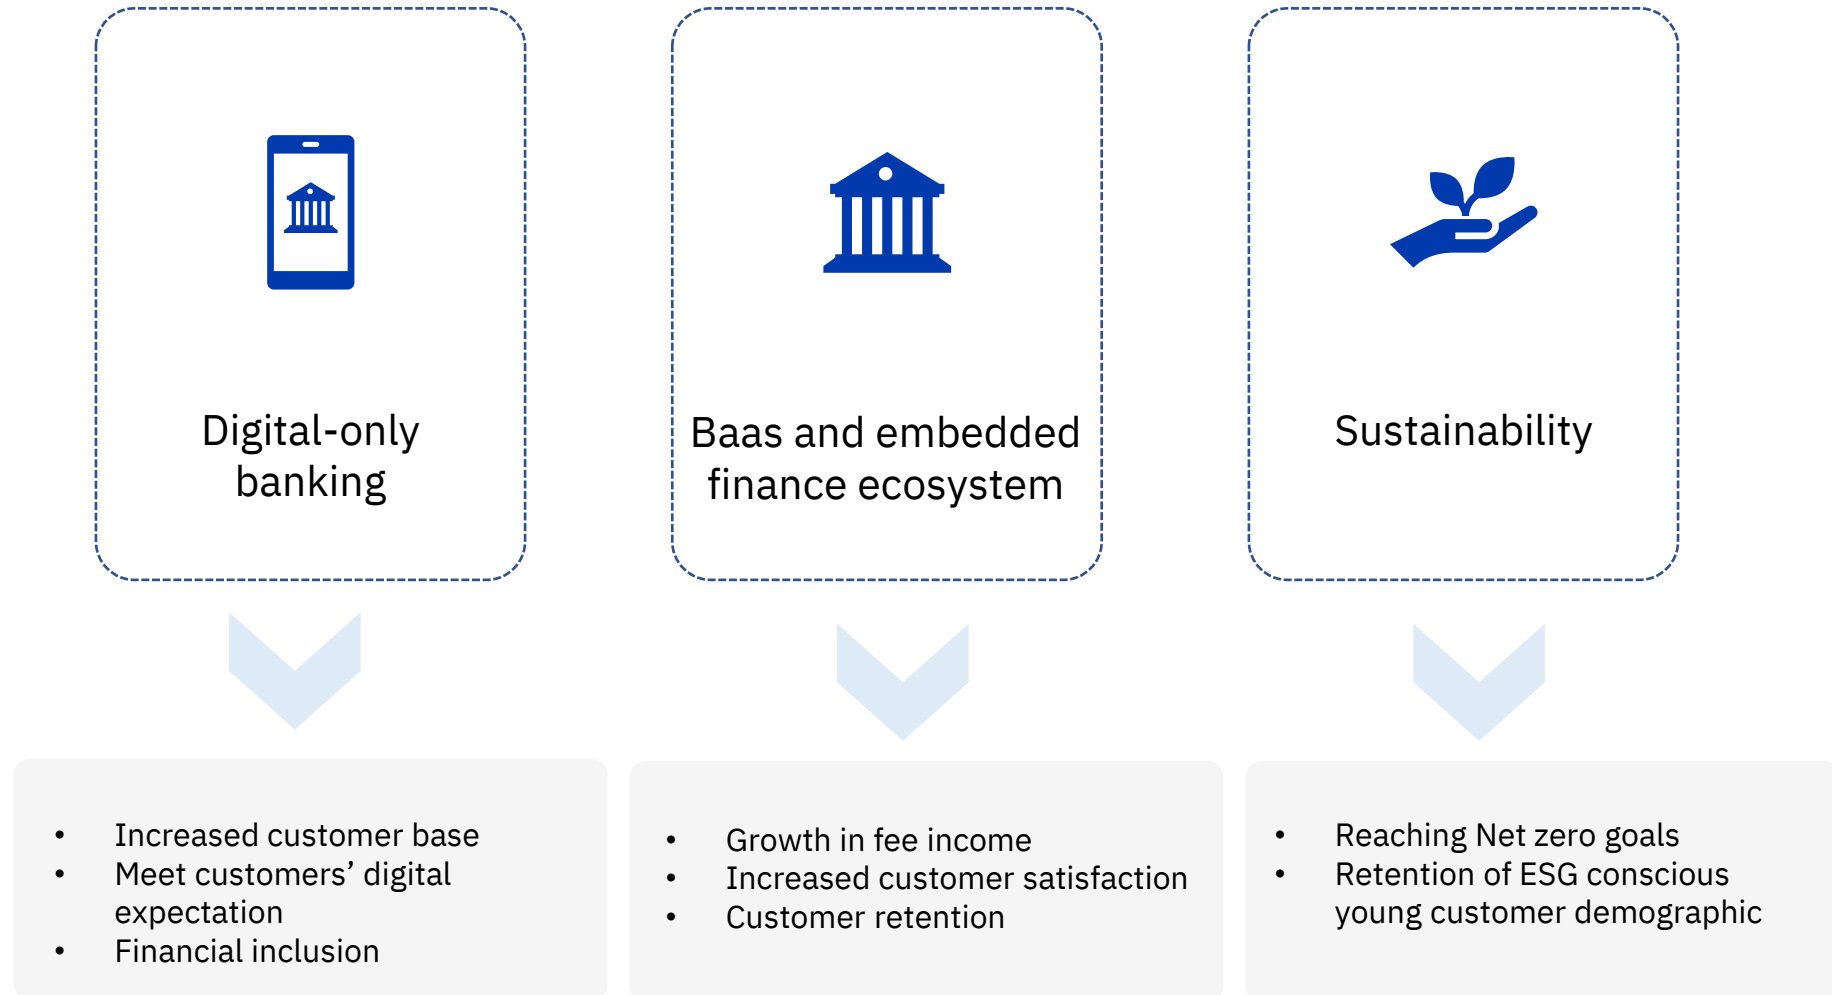 Digital-only
banking
Baas and embedded
finance ecosystem
Sustainability
• Increased customer base
• Meet customers’ digital
expectation
• Financial inclusion
• Growth in fee income
• Increased customer satisfaction
• Customer retention
• Reaching Net zero goals
• Retention of ESG conscious
young customer demographic